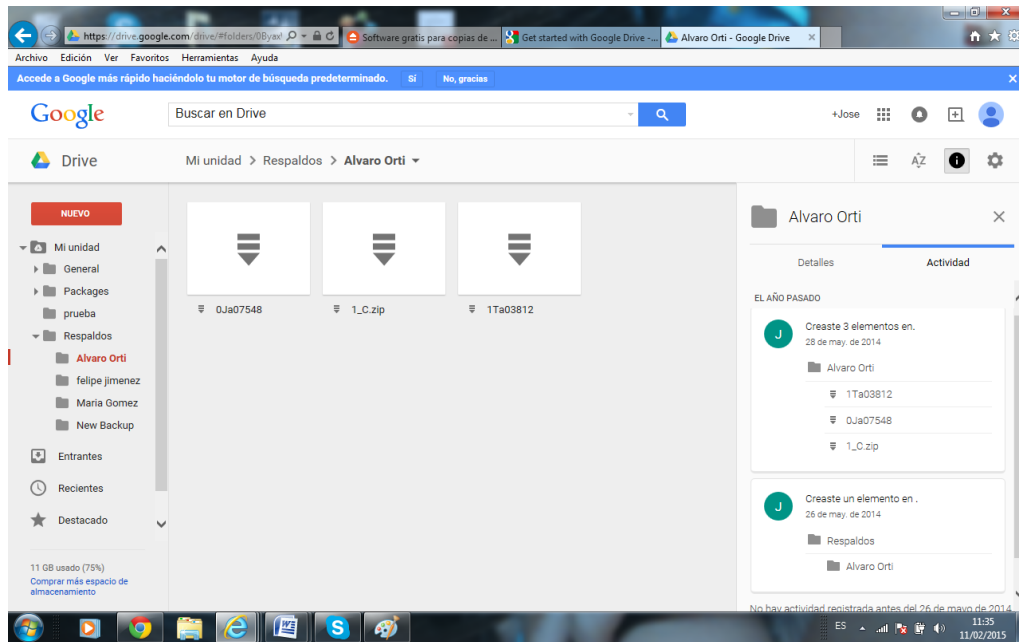 https://drive.google.com/drive/#folders/0Byax
Software gratis para copias de ...
Get started with Google Drive -...
Alvaro Orti - Google Drive
Archivo Edición Ver Favoritos Herramientas Ayuda
Accede a Google más rápido haciéndolo tu motor de búsqueda predeterminado. Sí No, gracias
Google
Buscar en Drive
+Jose
Drive
Mi unidad > Respaldos > Alvaro Orti
AZ
NUEVO
Mi unidad
General
Packages
prueba
Respaldos
Alvaro Orti
felipe jimenez
Maria Gomez
New Backup
Entrantes
Recientes
Destacado
11 GB usado (75%)
Comprar más espacio de
almacenamiento
0Ja07548
1_C.zip
1Ta03812
Alvaro Orti
Detalles
Actividad
EL AÑO PASADO
J
Creaste 3 elementos en.
28 de may. de 2014
Alvaro Orti
1Ta03812
0Ja07548
1_C.zip
J
Creaste un elemento en .
26 de may. de 2014
Respaldos
Alvaro Orti
No hay actividad registrada antes del 26 de mayo de 2014
ES
11:35
11/02/2015